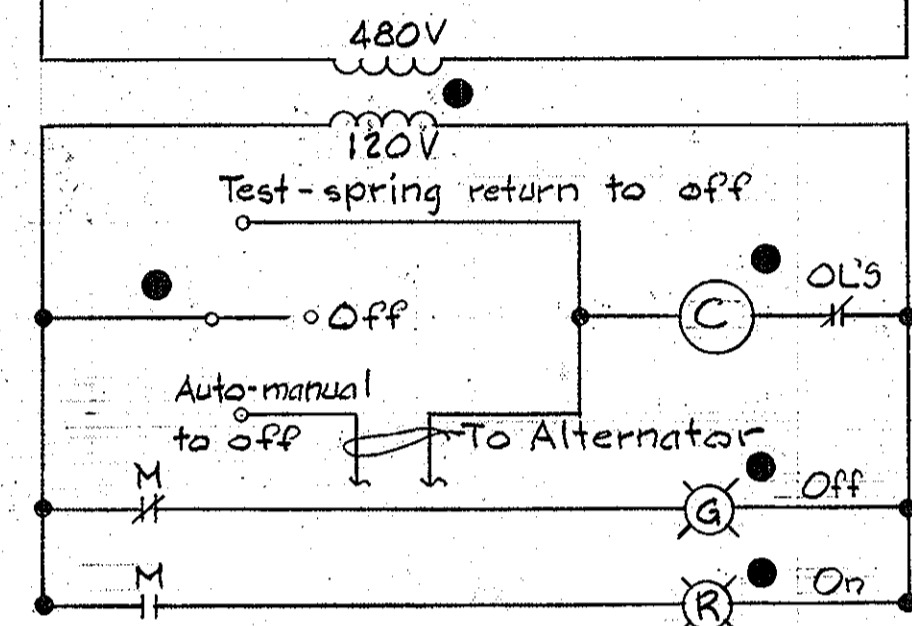 480V
120V
Test-spring return to off
Off
C
OL'S
Auto-manual
to off
To Alternator
M
G
Off
M
R
On